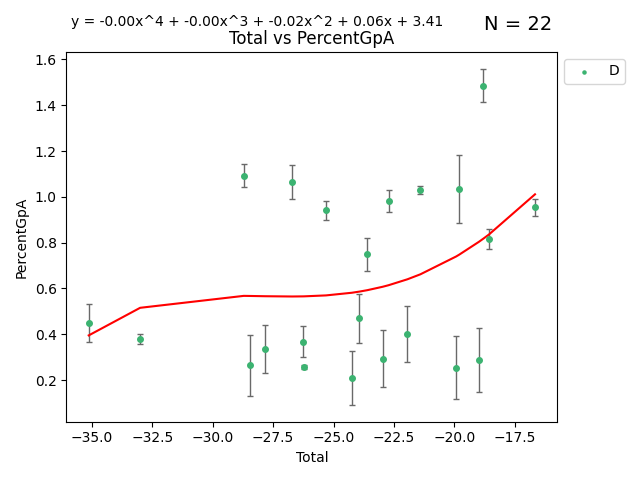 y = -0.00x^4 + -0.00x^3 + -0.02x^2 + 0.06x + 3.41
N = 22
Total vs PercentGpA
D
PercentGpA
1.6
1.4
1.2
1.0
0.8
0.6
0.4
0.2
−35.0 −32.5 −30.0 −27.5 −25.0 −22.5 −20.0 −17.5
Total